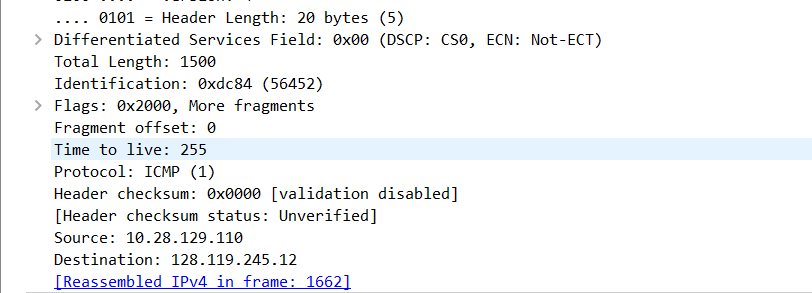 .... 0101 = Header Length: 20 bytes (5)
Differentiated Services Field: 0x00 (DSCP: CS0, ECN: Not-ECT)
Total Length: 1500
Identification: 0xdc84 (56452)
Flags: 0x2000, More fragments
Fragment offset: 0
Time to live: 255
Protocol: ICMP (1)
Header checksum: 0x0000 [validation disabled]
[Header checksum status: Unverified]
Source: 10.28.129.110
Destination: 128.119.245.12
[Reassembled IPv4 in frame: 1662]